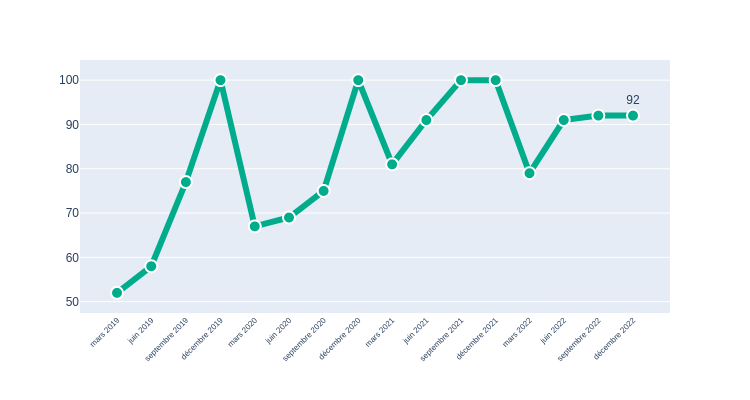 100
92
90
80
70
60
50
mars 2019
juin 2019
septembre 2019
décembre 2019
mars 2020
juin 2020
septembre 2020
décembre 2020
mars 2021
juin 2021
septembre 2021
décembre 2021
mars 2022
juin 2022
septembre 2022
décembre 2022